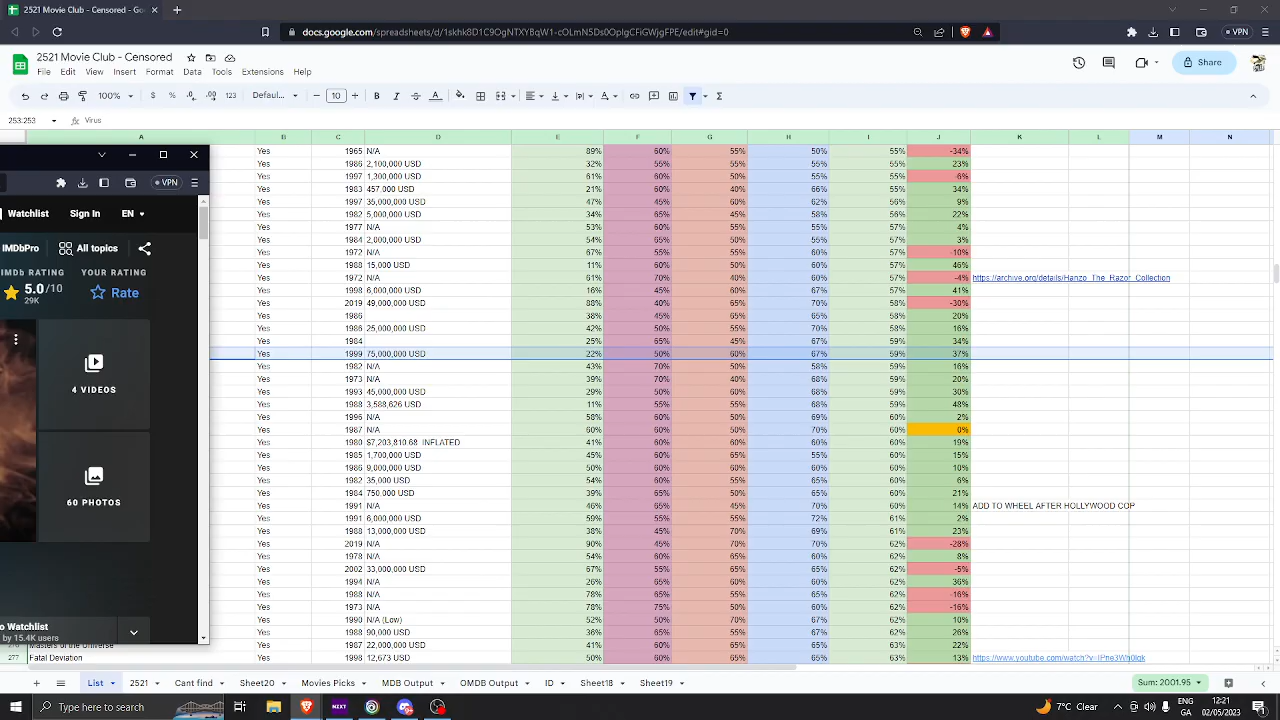 2521 Movie Club - Censored - Go
docs.google.com/spreadsheets/d/1skhk8D1C9OgNTXY8qW1-cOLmN5Ds0OplgCFiGWjgFPE/edit#gid=0
VPN
2521 Movie Club - Censored
File Edit View Insert Format Data Tools Extensions Help
Share
100% $ % .0 .00 123 Defaul... 10 B I A
253:253 Virus
A B C D E F G H I J K L M N
Yes 1965 N/A 89% 60% 55% 50% 55% -34%
Yes 1986 2,100,000 USD 32% 55% 55% 55% 55% 23%
Yes 1997 1,300,000 USD 61% 60% 50% 55% 55% -6%
Yes 1983 457,000 USD 21% 60% 40% 66% 55% 34%
Yes 1997 35,000,000 USD 47% 45% 60% 62% 56% 9%
Yes 1982 5,000,000 USD 34% 65% 45% 58% 56% 22%
Yes 1977 N/A 53% 60% 55% 55% 57% 4%
Yes 1984 2,000,000 USD 54% 65% 50% 55% 57% 3%
Yes 1972 N/A 67% 55% 55% 60% 57% -10%
Yes 1988 15,000 USD 11% 60% 50% 60% 57% 46%
Yes 1972 N/A 61% 70% 40% 60% 57% -4% https://archive.org/details/Hanzo_The_Razor_Collection
Yes 1998 6,000,000 USD 16% 45% 60% 67% 57% 41%
Yes 2019 49,000,000 USD 88% 40% 65% 70% 58% -30%
Yes 1986 38% 45% 65% 65% 58% 20%
Yes 1986 25,000,000 USD 42% 50% 55% 70% 58% 16%
Yes 1984 25% 65% 45% 67% 59% 34%
Yes 1999 75,000,000 USD 22% 50% 60% 67% 59% 37%
Yes 1982 N/A 43% 70% 50% 58% 59% 16%
Yes 1973 N/A 39% 70% 40% 68% 59% 20%
Yes 1993 45,000,000 USD 29% 50% 60% 68% 59% 30%
Yes 1988 3,588,626 USD 11% 55% 55% 68% 59% 48%
Yes 1996 N/A 58% 60% 50% 69% 60% 2%
Yes 1987 N/A 60% 60% 50% 70% 60% 0%
Yes 1980 $7,203,810.68 INFLATED 41% 60% 60% 60% 60% 19%
Yes 1985 1,700,000 USD 45% 60% 65% 55% 60% 15%
Yes 1986 9,000,000 USD 50% 60% 60% 60% 60% 10%
Yes 1982 35,000 USD 54% 60% 65% 55% 60% 6%
Yes 1984 750,000 USD 39% 65% 50% 65% 60% 21%
Yes 1991 N/A 46% 65% 45% 70% 60% 14% ADD TO WHEEL AFTER HOLLYWOOD COP
Yes 1991 6,000,000 USD 59% 55% 55% 72% 61% 2%
Yes 1988 13,000,000 USD 38% 45% 70% 69% 61% 23%
Yes 2019 N/A 90% 45% 70% 70% 62% -28%
Yes 1978 N/A 54% 60% 65% 60% 62% 8%
Yes 2002 33,000,000 USD 67% 55% 65% 65% 62% -5%
Yes 1994 N/A 26% 65% 60% 60% 62% 36%
Yes 1988 N/A 78% 65% 55% 65% 62% -16%
Yes 1973 N/A 78% 75% 50% 60% 62% -16%
Yes 1990 N/A (Low) 52% 70% 50% 67% 62% 10%
Yes 1988 90,000 USD 36% 65% 55% 67% 62% 26%
Masters of the Universe Yes 1987 22,000,000 USD 41% 60% 65% 65% 63% 22%
277 Fatal Deviation Yes 1998 42,673 USD 50% 60% 65% 65% 63% 13% https://www.youtube.com/watch?v=IPne3Wh0Iqk
VPN
Watchlist Sign In EN
IMDbPro All topics
IMDb RATING YOUR RATING
5.0/10 Rate
29K
4 VIDEOS
60 PHOTOS
o Watchlist
by 15.4K users
List 2521 Cant find Sheet20 Movies Picks MDB Output OMDB Output ID Sheet18 Sheet19
Sum: 2001.95
Type here to search
NEXT
7°C Clear
ENG
GA
12:21
02/05/2023